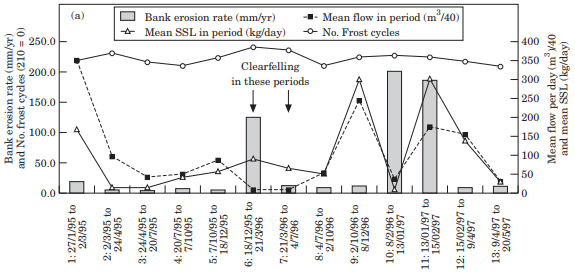 (a)
Bank erosion rate (mm/yr)
Mean flow in period (m3/40)
Mean SSL in period (kg/day)
No. Frost cycles
Bank erosion rate (mm/yr)
and No. frost cycles (210 = 0)
250.0
200.0
150.0
100.0
50.0
0.0
Clearfelling
in these periods
400
350
300
250
200
150
100
50
0
Mean flow per day (m3)/40
and mean SSL (kg/day)
1: 27/1/95 to
2/3/95
2: 2/3/95 to
24/4/95
3: 24/4/95 to
20/7/95
4: 20/7/95 to
7/10/95
5: 7/10/95 to
18/12/95
6: 18/12/95 to
21/3/96
7: 21/3/96 to
4/7/96
8: 4/7/96 to
2/10/96
9: 2/10/96 to
8/12/96
10: 8/2/96 to
13/01/97
11: 13/01/97 to
15/02/97
12: 15/02/97 to
9/4/97
13: 9/4/97 to
20/5/97